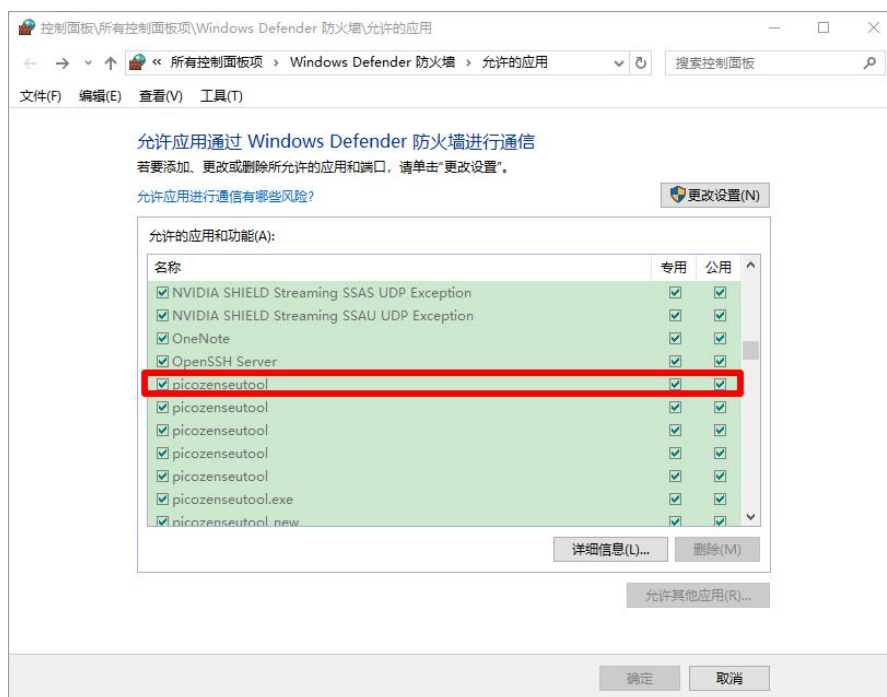 控制面板\所有控制面板项\Windows Defender 防火墙\允许的应用
« 所有控制面板项 › Windows Defender 防火墙 › 允许的应用
搜索控制面板
文件(F) 编辑(E) 查看(V) 工具(T)
允许应用通过 Windows Defender 防火墙进行通信
若要添加、更改或删除所允许的应用和端口，请单击"更改设置"。
允许应用进行通信有哪些风险?
更改设置(N)
允许的应用和功能(A):
名称 专用 公用
NVIDIA SHIELD Streaming SSAS UDP Exception
NVIDIA SHIELD Streaming SSAU UDP Exception
OneNote
OpenSSH Server
picozenseutool
picozenseutool
picozenseutool
picozenseutool
picozenseutool
picozenseutool.exe
picozenseutool_new
详细信息(L)... 删除(M)
允许其他应用(R)...
确定 取消